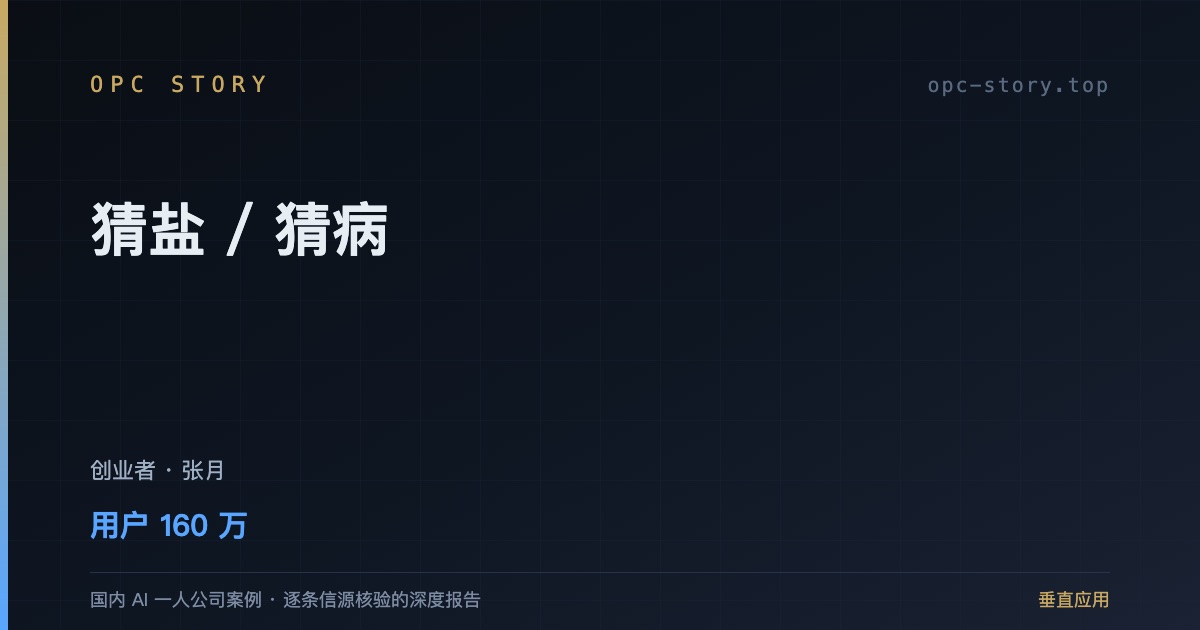 OPC STORY
opc-story.top
猜盐 / 猜病
创业者 · 张月
用户 160 万
国内 AI 一人公司案例 · 逐条信源核验的深度报告
垂直应用